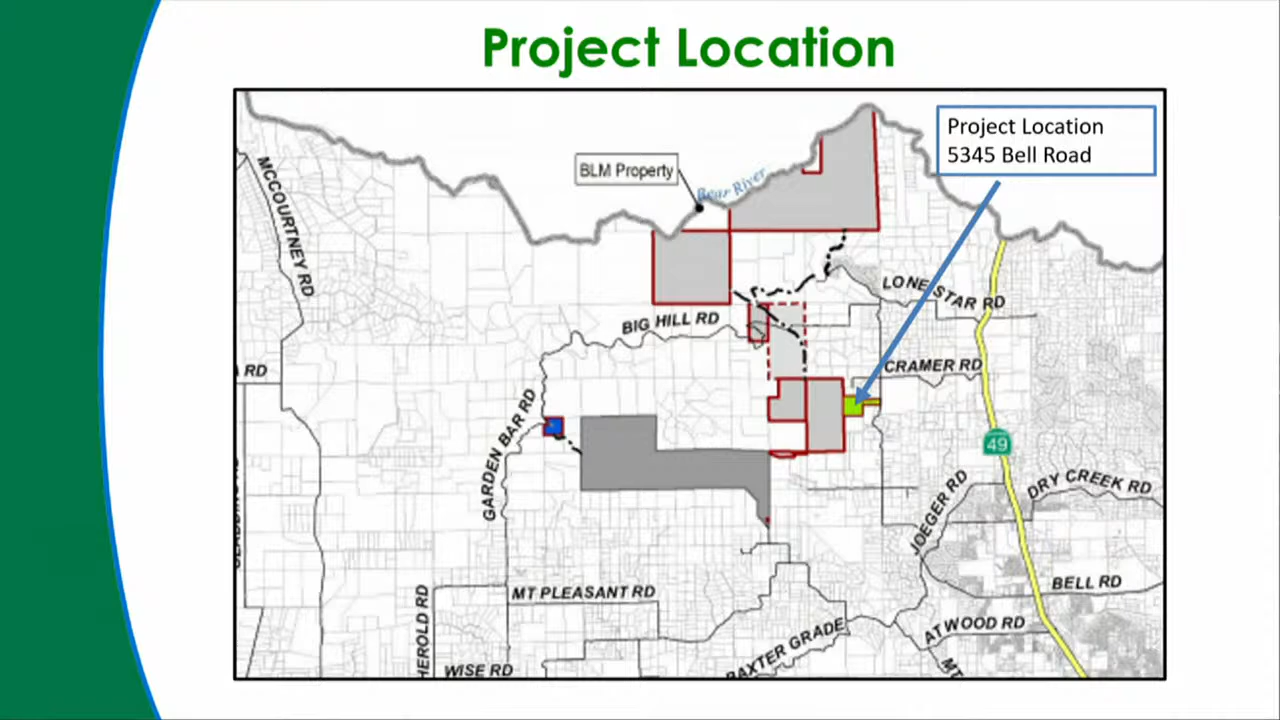 Project Location
Project Location
5345 Bell Road
BLM Property
Bear River
MCCOURTNEY RD
LONE STAR RD
BIG HILL RD
CRAMER RD
RD
GARDEN BAR RD
49
DRY CREEK RD
JOEGER RD
BELL RD
MT PLEASANT RD
HEROLD RD
ATWOOD RD
BAXTER GRADE
WISE RD
MT